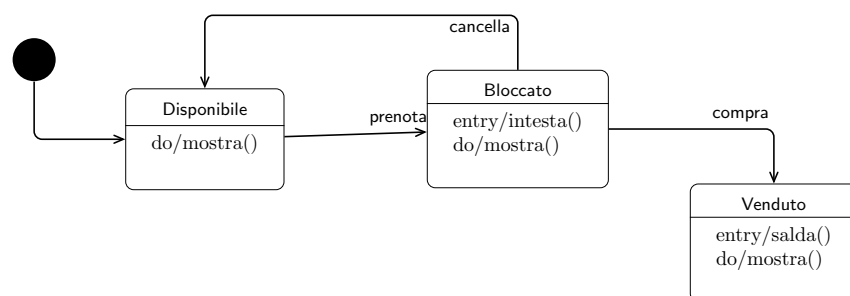 cancella
Disponibile
do/mostra()
prenota
Bloccato
entry/intesta()
do/mostra()
compra
Venduto
entry/salda()
do/mostra()